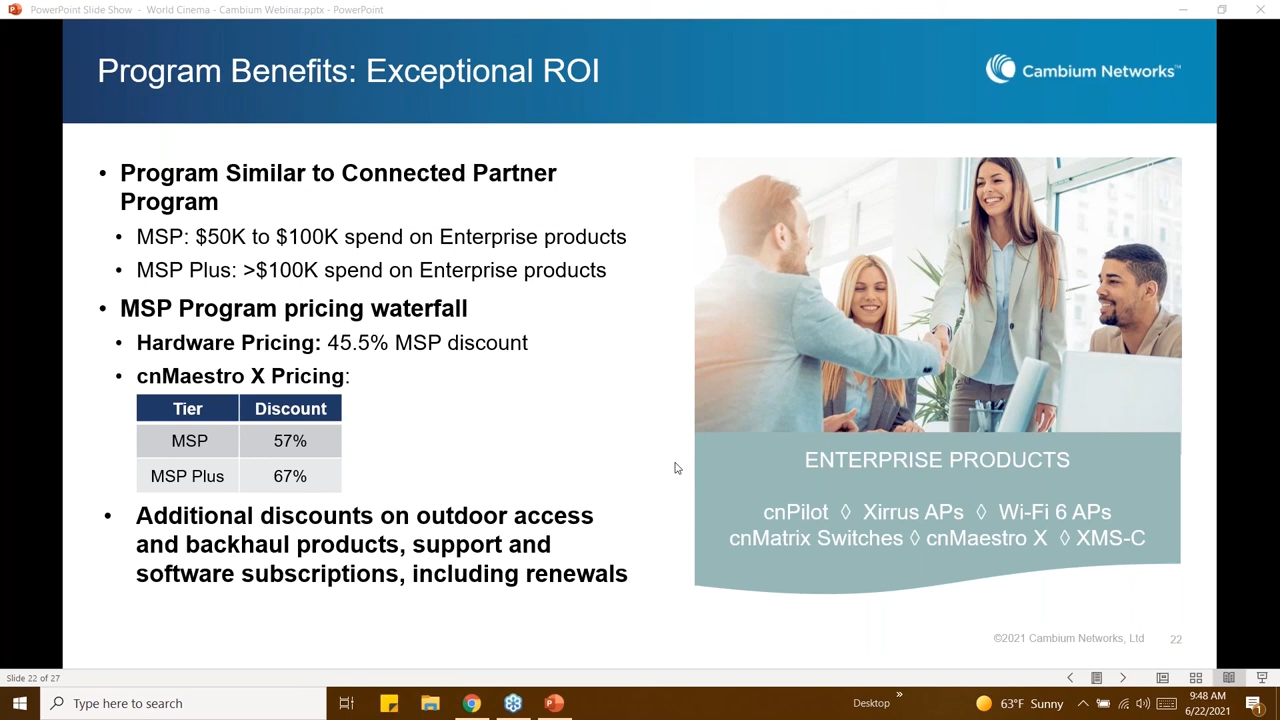 PowerPoint Slide Show - World Cinema - Cambium Webinar.pptx - PowerPoint
Program Benefits: Exceptional ROI
Cambium Networks™
• Program Similar to Connected Partner
Program
• MSP: $50K to $100K spend on Enterprise products
• MSP Plus: >$100K spend on Enterprise products
• MSP Program pricing waterfall
• Hardware Pricing: 45.5% MSP discount
• cnMaestro X Pricing:
Tier Discount
MSP 57%
MSP Plus 67%
• Additional discounts on outdoor access
and backhaul products, support and
software subscriptions, including renewals
ENTERPRISE PRODUCTS
cnPilot ◊ Xirrus APs ◊ Wi-Fi 6 APs
cnMatrix Switches ◊ cnMaestro X ◊ XMS-C
©2021 Cambium Networks, Ltd 22
Slide 22 of 27
Type here to search
Desktop
63°F Sunny
9:48 AM
6/22/2021
1